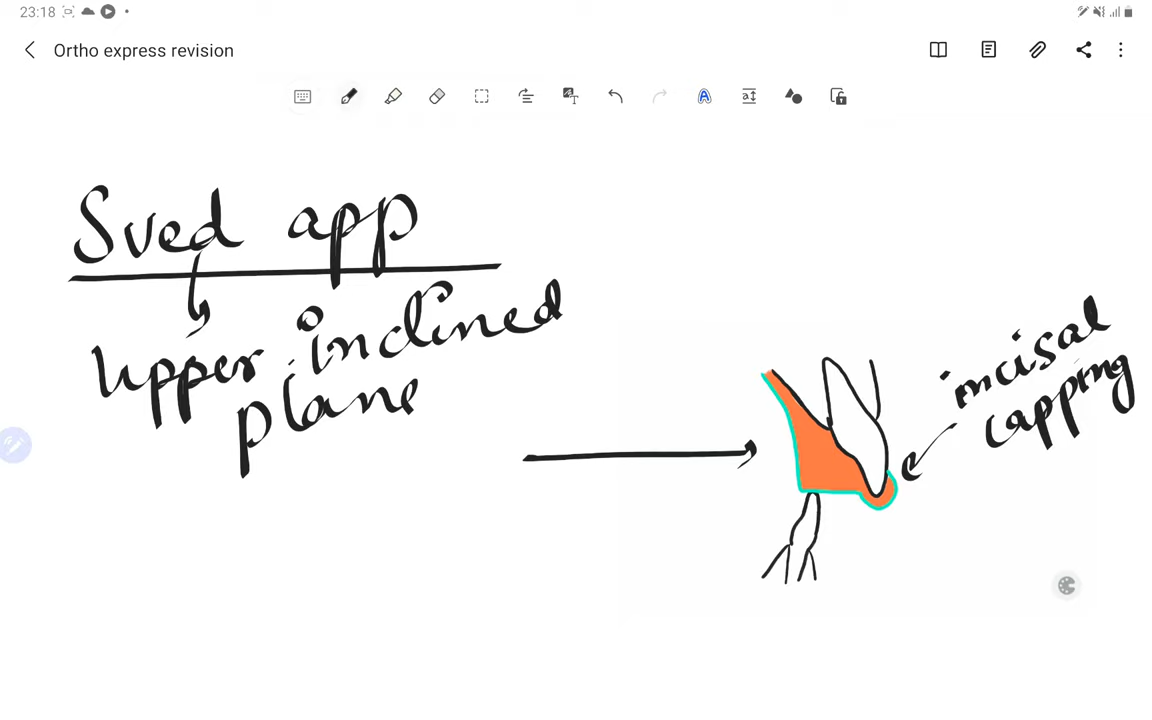 23:18
Ortho express revision
Sved app
Upper inclined
plane
incisal
capping